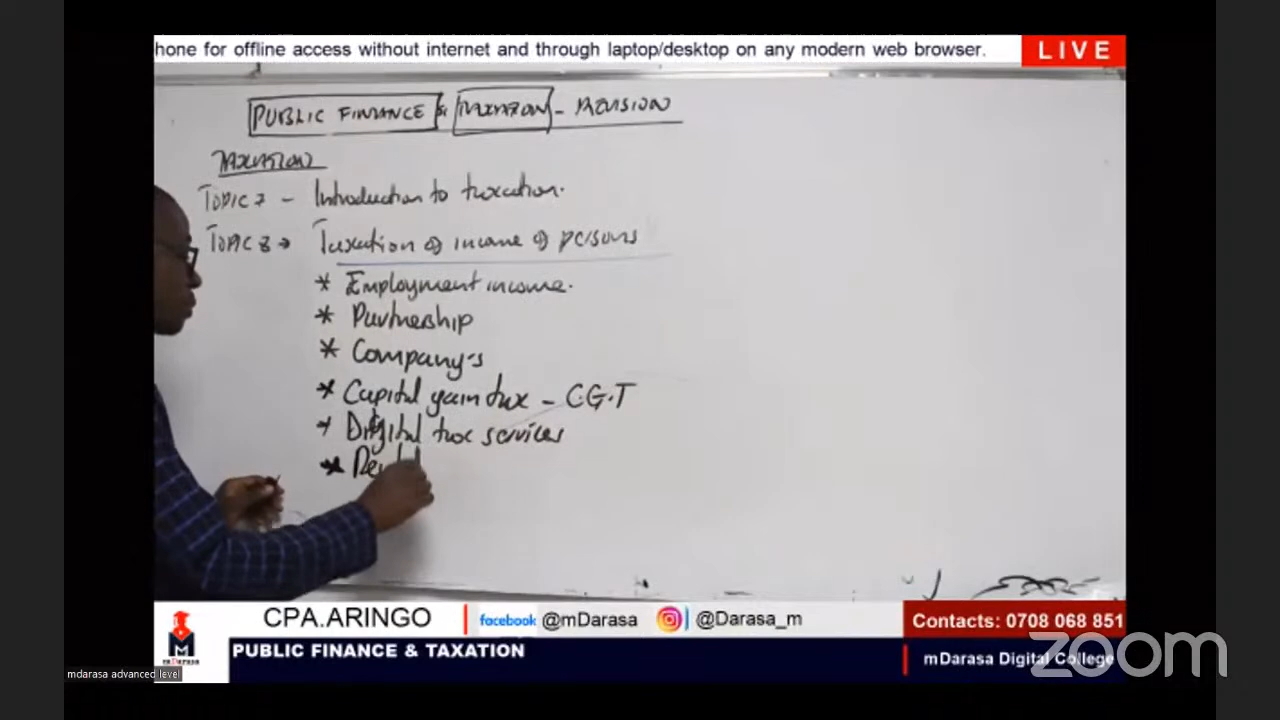 hone for offline access without internet and through laptop/desktop on any modern web browser.
LIVE
PUBLIC FINANCE & TAXATION - REVISION
TAXATION
TOPIC 7 - Introduction to taxation.
TOPIC 8 → Taxation of income of persons
* Employment income.
* Partnership
* Company's
* Capital gain tax - C.G.T
* Digital tax services
*
CPA.ARINGO
facebook @mDarasa
@Darasa_m
Contacts: 0708 068 851
mDarasa
PUBLIC FINANCE & TAXATION
mDarasa Digital College
zoom
mdarasa advanced level